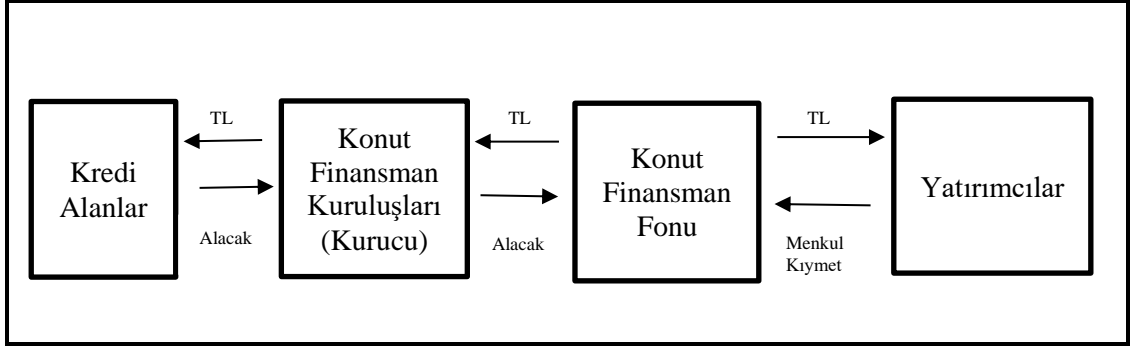 TL
TL
TL
Kredi
Alanlar
Konut
Finansman
Kuruluşları
(Kurucu)
Konut
Finansman
Fonu
Yatırımcılar
Alacak
Alacak
Menkul
Kıymet